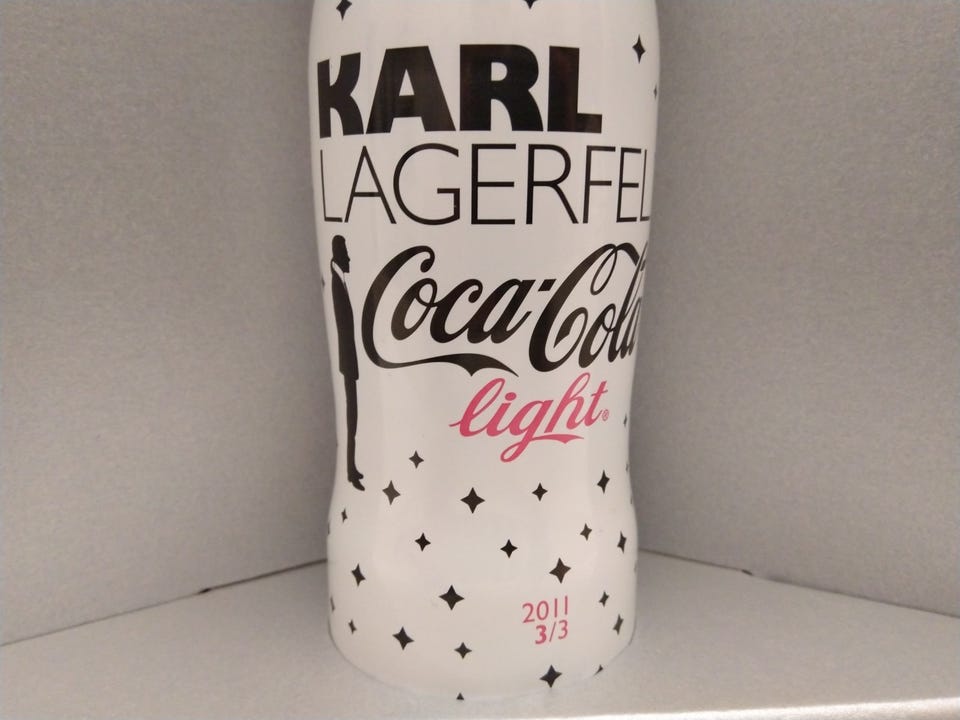 KARL
LAGERFEL
Coca-Cola
light®
2011
3/3